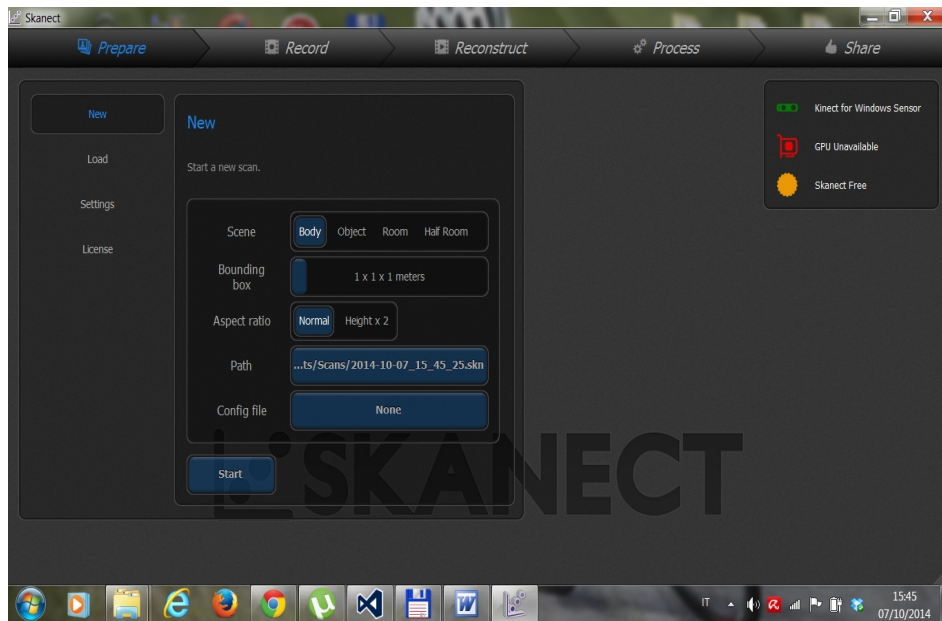 Skanect
Prepare
Record
Reconstruct
Process
Share
New
Load
Settings
License
New
Start a new scan.
Scene
Body Object Room Half Room
Bounding
box
1 x 1 x 1 meters
Aspect ratio
Normal Height x 2
Path
...ts/Scans/2014-10-07_15_45_25.skn
Config file
None
Start
Kinect for Windows Sensor
GPU Unavailable
Skanect Free
SKANECT
IT
15:45
07/10/2014